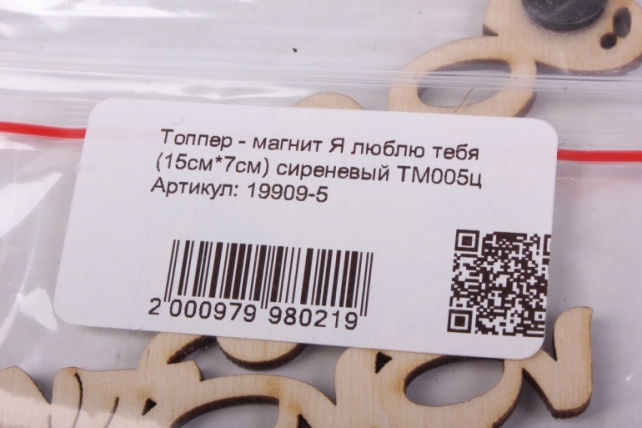 Топпер - магнит Я люблю тебя
(15см*7см) сиреневый ТМ005ц
Артикул: 19909-5
2 000979 980219